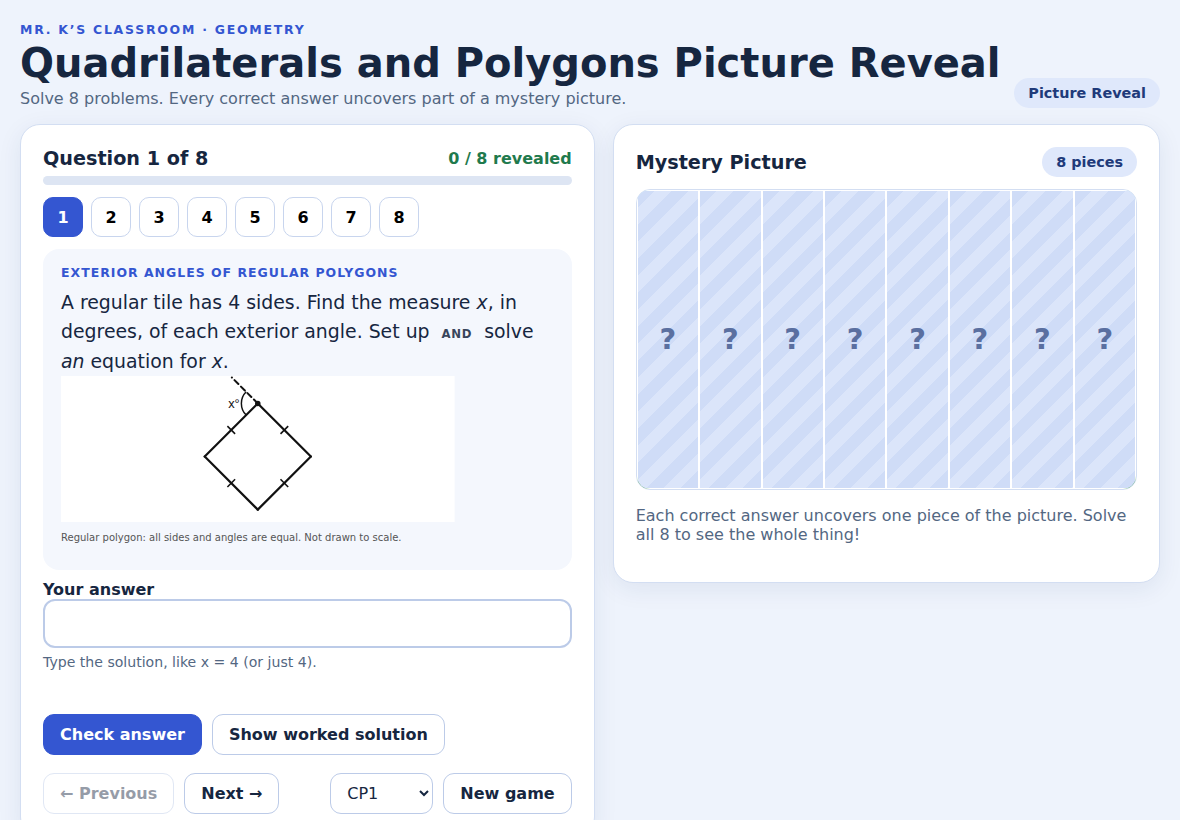 MR. K’S CLASSROOM · GEOMETRY
Quadrilaterals and Polygons Picture Reveal
Solve 8 problems. Every correct answer uncovers part of a mystery picture.
Picture Reveal
Question 1 of 8
0 / 8 revealed
1 2 3 4 5 6 7 8
EXTERIOR ANGLES OF REGULAR POLYGONS
A regular tile has 4 sides. Find the measure x, in
degrees, of each exterior angle. Set up AND solve
an equation for x.
x°
Regular polygon: all sides and angles are equal. Not drawn to scale.
Your answer
Type the solution, like x = 4 (or just 4).
Check answer
Show worked solution
← Previous
Next →
CP1
New game
Mystery Picture
8 pieces
? ? ? ? ? ? ? ?
Each correct answer uncovers one piece of the picture. Solve
all 8 to see the whole thing!